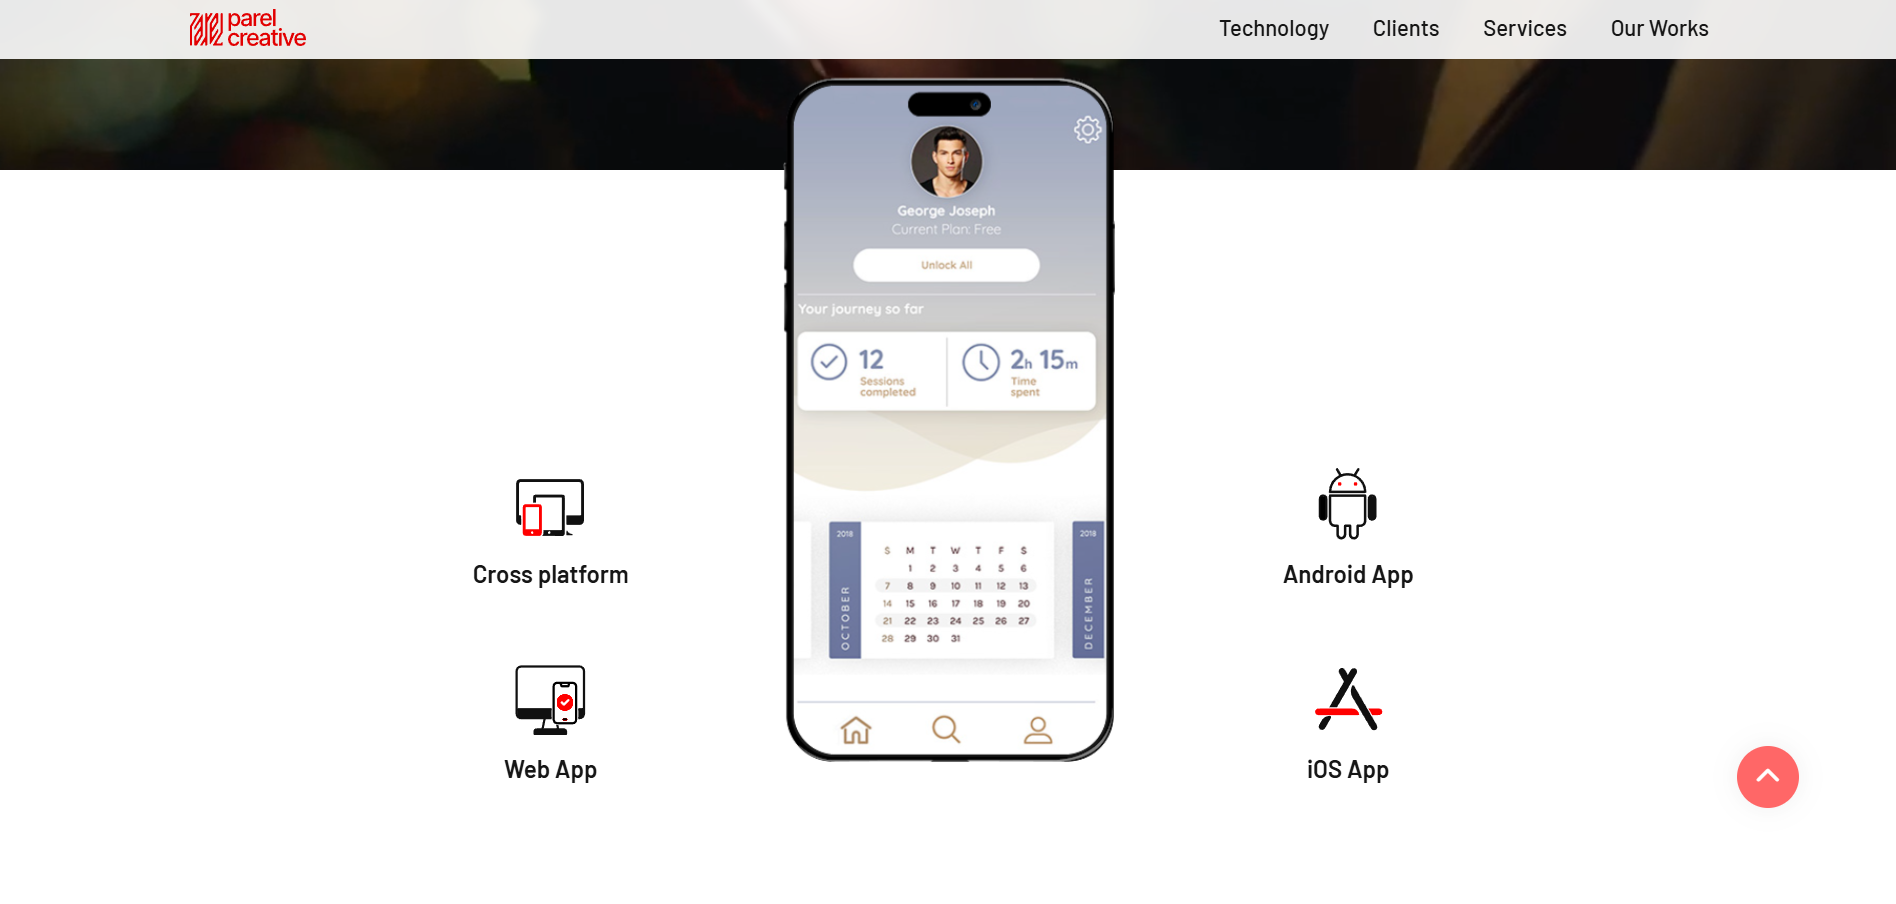 parel
creative
Technology
Clients
Services
Our Works
George Joseph
Current Plan: Free
Unlock All
Your journey so far
12
Sessions
completed
2h 15m
Time
spent
2018
OCTOBER
S M T W T F S
1 2 3 4 5 6
7 8 9 10 11 12 13
14 15 16 17 18 19 20
21 22 23 24 25 26 27
28 29 30 31
2018
DECEMBER
Cross platform
Android App
Web App
iOS App